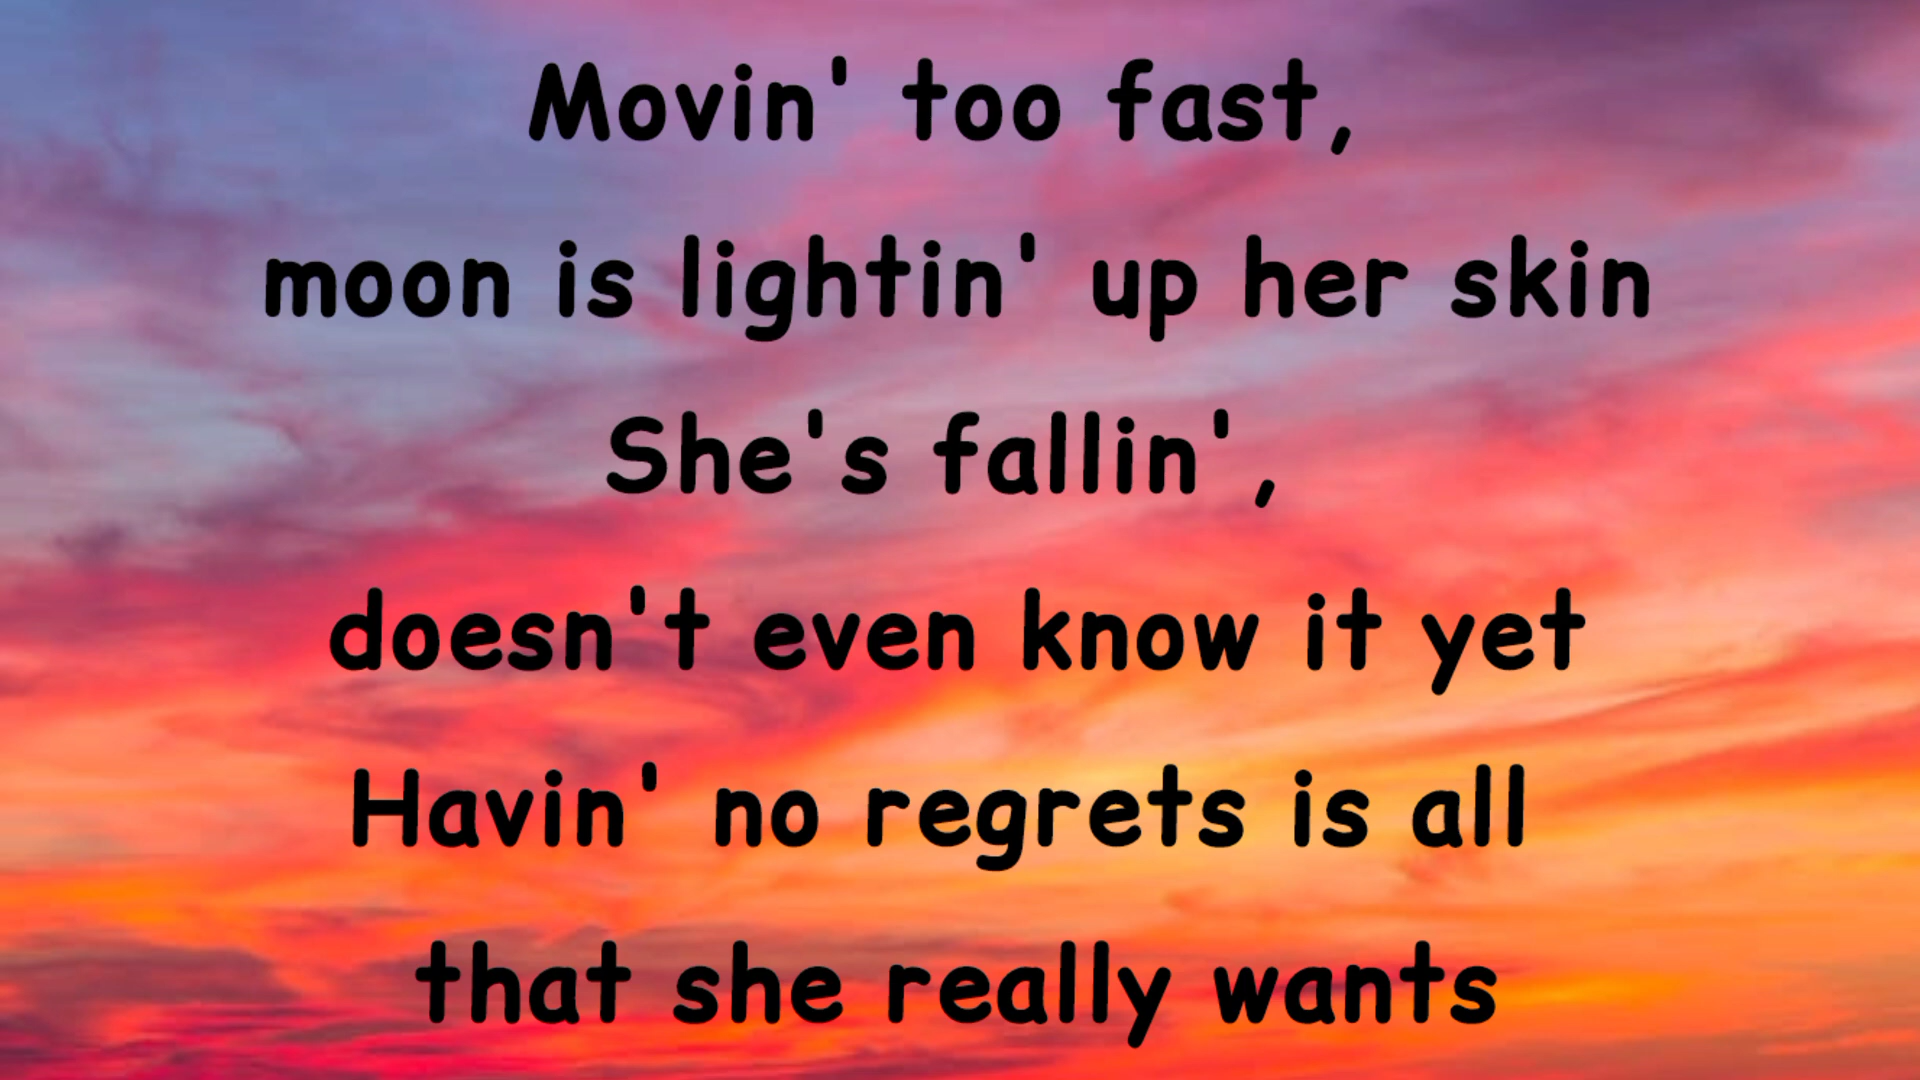 Movin' too fast,
moon is lightin' up her skin
She's fallin',
doesn't even know it yet
Havin' no regrets is all
that she really wants